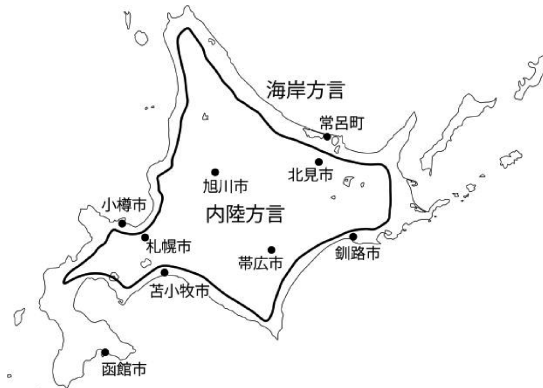 海岸方言
常呂町
北見市
旭川市
小樽市
内陸方言
札幌市
釧路市
帯広市
苫小牧市
函館市